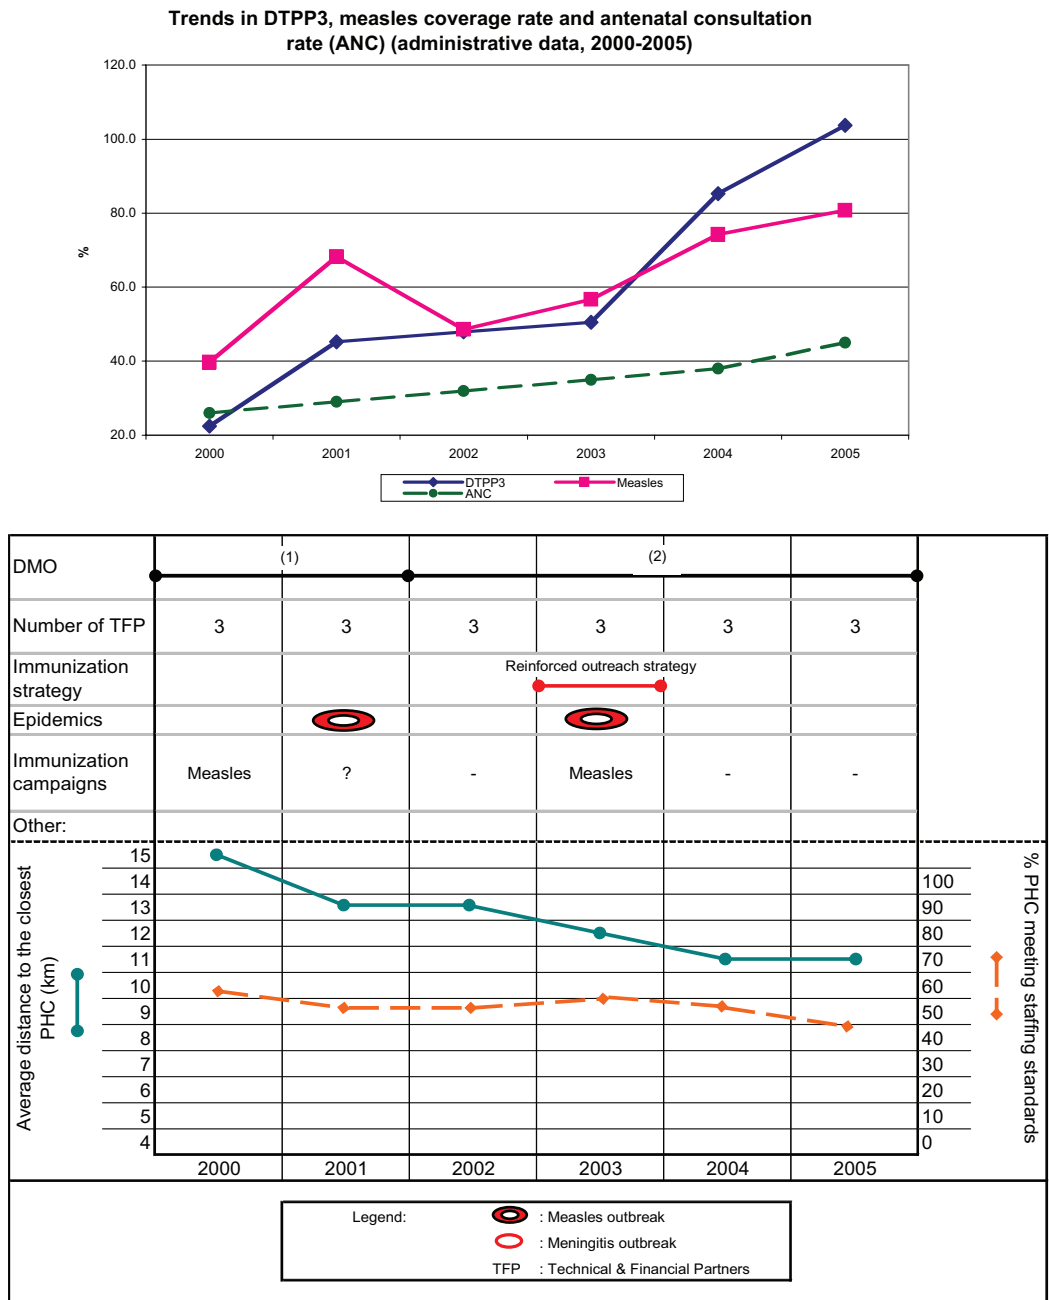 Trends in DTPP3, measles coverage rate and antenatal consultation
rate (ANC) (administrative data, 2000-2005)
120.0
100.0
80.0
60.0
40.0
20.0
%
2000 2001 2002 2003 2004 2005
DTPP3 Measles
ANC
DMO (1) (2)
Number of TFP 3 3 3 3 3 3
Immunization
strategy
Reinforced outreach strategy
Epidemics
Immunization
campaigns
Measles ? - Measles - -
Other:
Average distance to the closest
PHC (km)
15
14 100
13 90
12 80
11 70
10 60
9 50
8 40
7 30
6 20
5 10
4 0
% PHC meeting staffing standards
2000 2001 2002 2003 2004 2005
Legend: : Measles outbreak
: Meningitis outbreak
TFP : Technical & Financial Partners